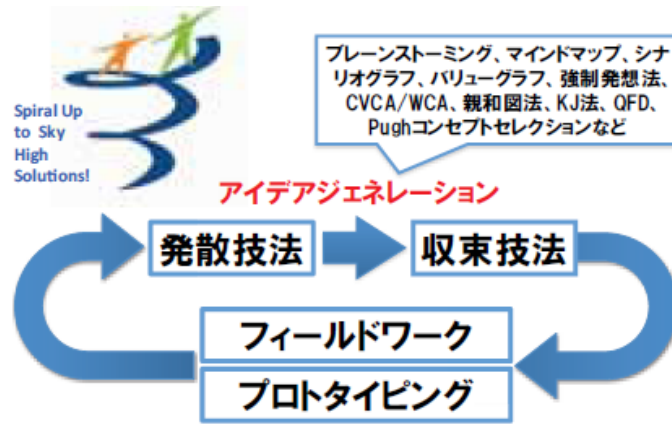 Spiral Up
to Sky
High
Solutions!
ブレーンストーミング、マインドマップ、シナ
リオグラフ、バリューグラフ、強制発想法、
CVCA/WCA、親和図法、KJ法、QFD、
Pughコンセプトセレクションなど
アイデアジェネレーション
発散技法
収束技法
フィールドワーク
プロトタイピング